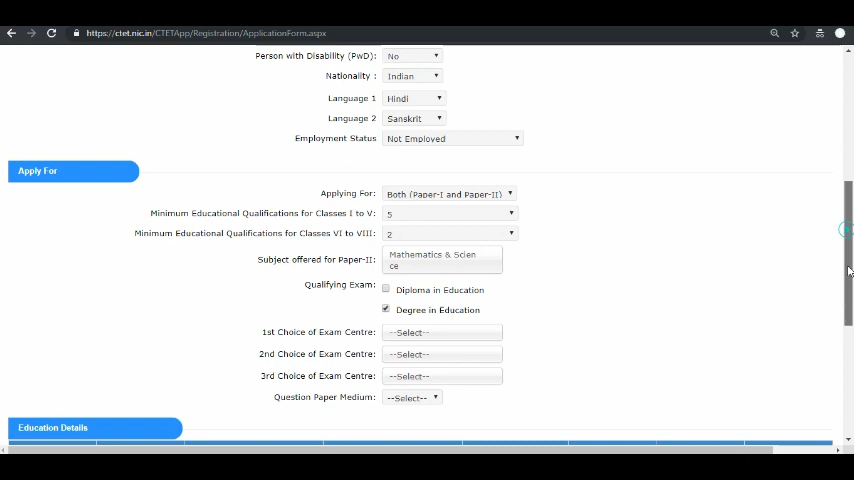 https://ctet.nic.in/CTETApp/Registration/ApplicationForm.aspx
Person with Disability (PwD): No
Nationality : Indian
Language 1 Hindi
Language 2 Sanskrit
Employment Status Not Employed
Apply For
Applying For: Both (Paper-I and Paper-II)
Minimum Educational Qualifications for Classes I to V: 5
Minimum Educational Qualifications for Classes VI to VIII: 2
Subject offered for Paper-II: Mathematics & Scien
ce
Qualifying Exam: Diploma in Education
Degree in Education
1st Choice of Exam Centre: --Select--
2nd Choice of Exam Centre: --Select--
3rd Choice of Exam Centre: --Select--
Question Paper Medium: --Select--
Education Details